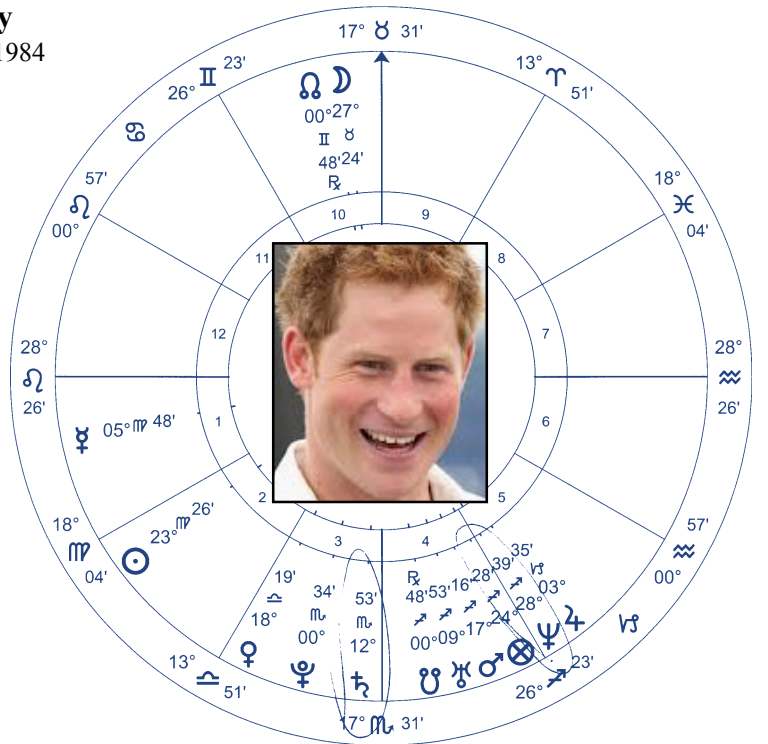 y
1984
17° ♉ 31'
13° ♈ 51'
18° ♓ 04'
28° ♒ 26'
57' ♒ 00°
♑
23' ♐ 26°
17° ♏ 31'
13° ♎ 51'
18° ♍ 04'
28° ♌ 26'
57' ♌ 00°
♋
26° ♊ 23'
☊ ☽
00° 27°
♊ ♉
48' 24'
℞
10 9
11 8
12 7
1 6
2 5
3 4
☿ 05° ♍ 48'
☉ 23° ♍ 26'
♀ 18° ♎ 19'
♇ 00° ♏ 34'
♄ 12° ♏ 53'
☋ 00° ♐ 48' ℞
♅ 09° ♐ 53'
♂ 17° ♐ 16'
⊗ 24° ♐ 28'
♆ 28° ♐ 39'
♃ 03° ♑ 35'